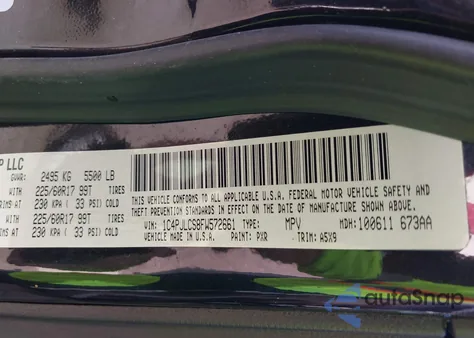 P LLC
GVWR: 2495 KG 5500 LB
WITH 225/60R17 99T TIRES
RIMS AT 230 KPA ( 33 PSI) COLD
WITH 225/60R17 99T TIRES
RIMS AT 230 KPA ( 33 PSI) COLD
THIS VEHICLE CONFORMS TO ALL APPLICABLE U.S.A. FEDERAL MOTOR VEHICLE SAFETY AND
THEFT PREVENTION STANDARDS IN EFFECT ON THE DATE OF MANUFACTURE SHOWN ABOVE.
VIN: 1C4PJLCS8FW572661 MPV MDH: 100611 673AA
VEHICLE MADE IN U.S.A. PAINT: PXR TRIM: A5X9
autoSnap